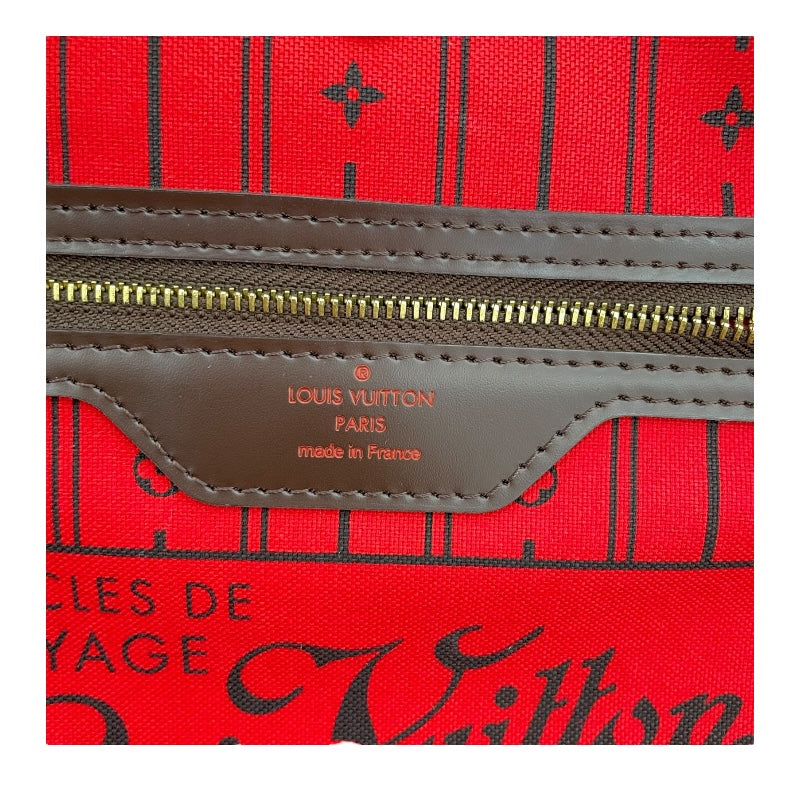 ®
LOUIS VUITTON
PARIS
made in France
CLES DE
YAGE
Vuitton